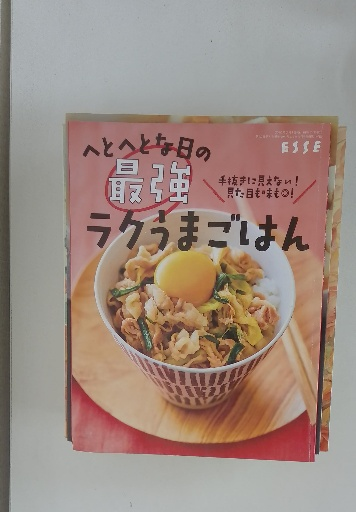 ESSE
へとへとな日の
最強
手抜きに見えない!
見た目も味も◎!
ラクうまごはん